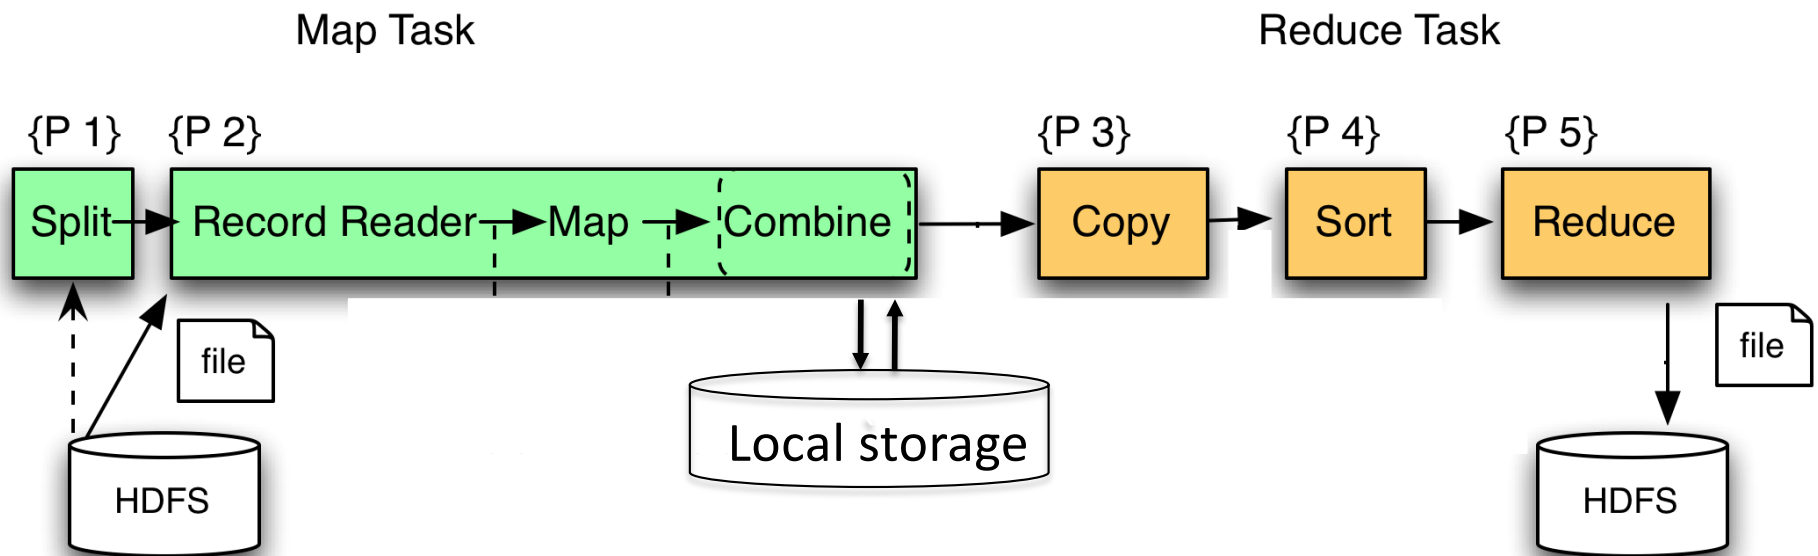 Map Task
Reduce Task
{P 1}
{P 2}
{P 3}
{P 4}
{P 5}
Split
Record Reader
Map
Combine
Copy
Sort
Reduce
file
file
Local storage
HDFS
HDFS